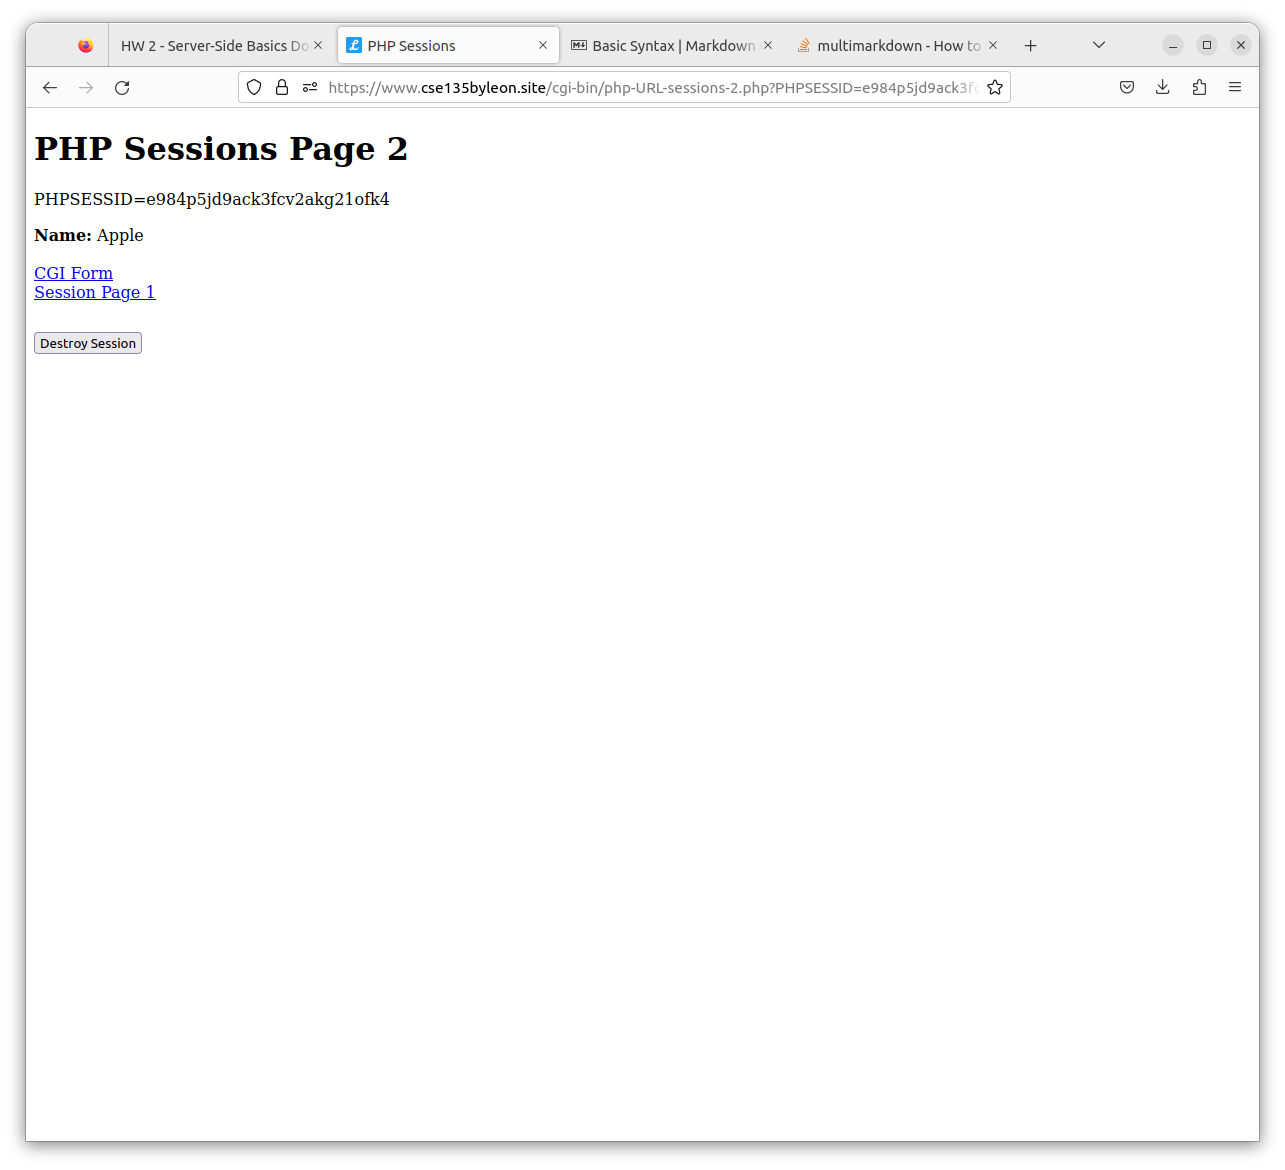 HW 2 - Server-Side Basics Do
PHP Sessions
Basic Syntax | Markdown
multimarkdown - How to
https://www.cse135byleon.site/cgi-bin/php-URL-sessions-2.php?PHPSESSID=e984p5jd9ack3fc
PHP Sessions Page 2
PHPSESSID=e984p5jd9ack3fcv2akg21ofk4
Name: Apple
CGI Form
Session Page 1
Destroy Session